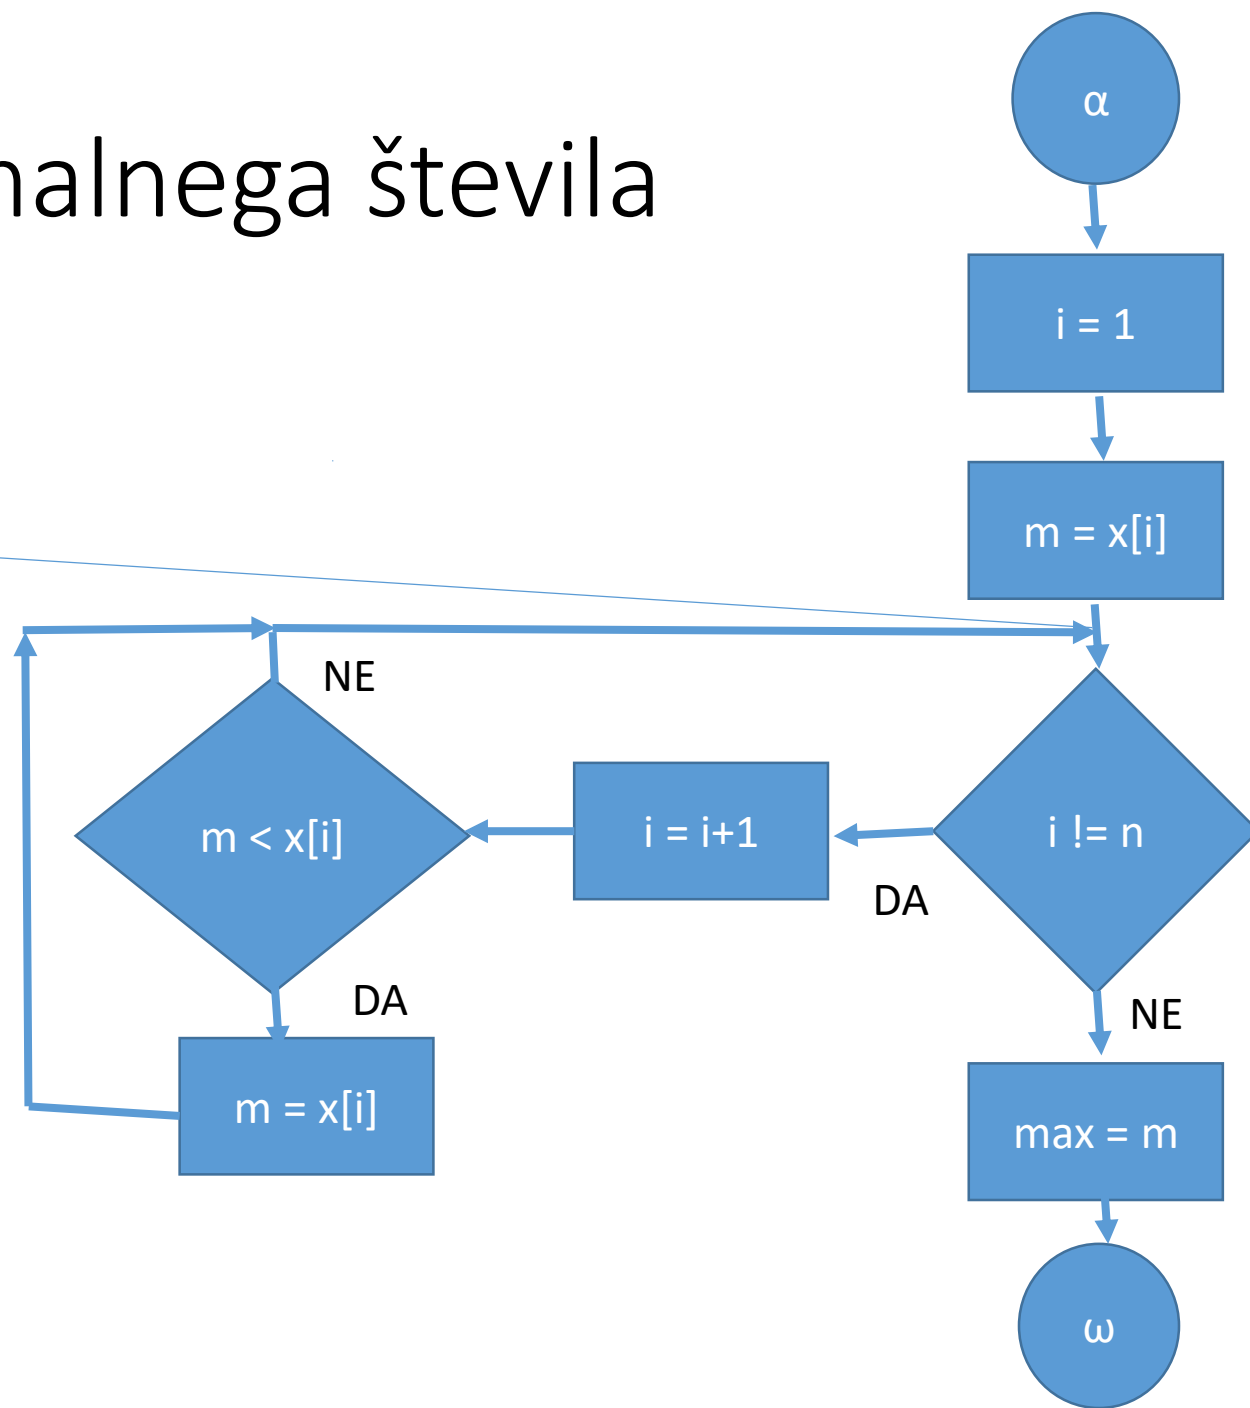 α
nalnega števila
i = 1
m = x[i]
NE
m < x[i]
i = i+1
i != n
DA
DA
NE
m = x[i]
max = m
ω